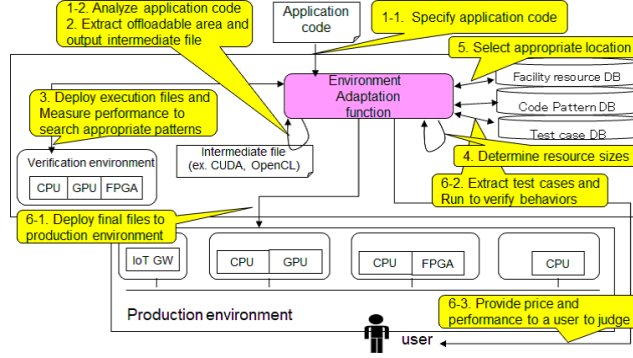 1-2. Analyze application code
2. Extract offloadable area and
output intermediate file
Application
code
1-1. Specify application code
5. Select appropriate location
Environment
Adaptation
function
Facility resource DB
Code Pattern DB
Test case DB
3. Deploy execution files and
Measure performance to
search appropriate patterns
Verification environment
CPU GPU FPGA
Intermediate file
(ex. CUDA, OpenCL)
4. Determine resource sizes
6-2. Extract test cases and
Run to verify behaviors
6-1. Deploy final files to
production environment
IoT GW
CPU GPU
CPU FPGA
CPU
Production environment
6-3. Provide price and
performance to a user to judge
user